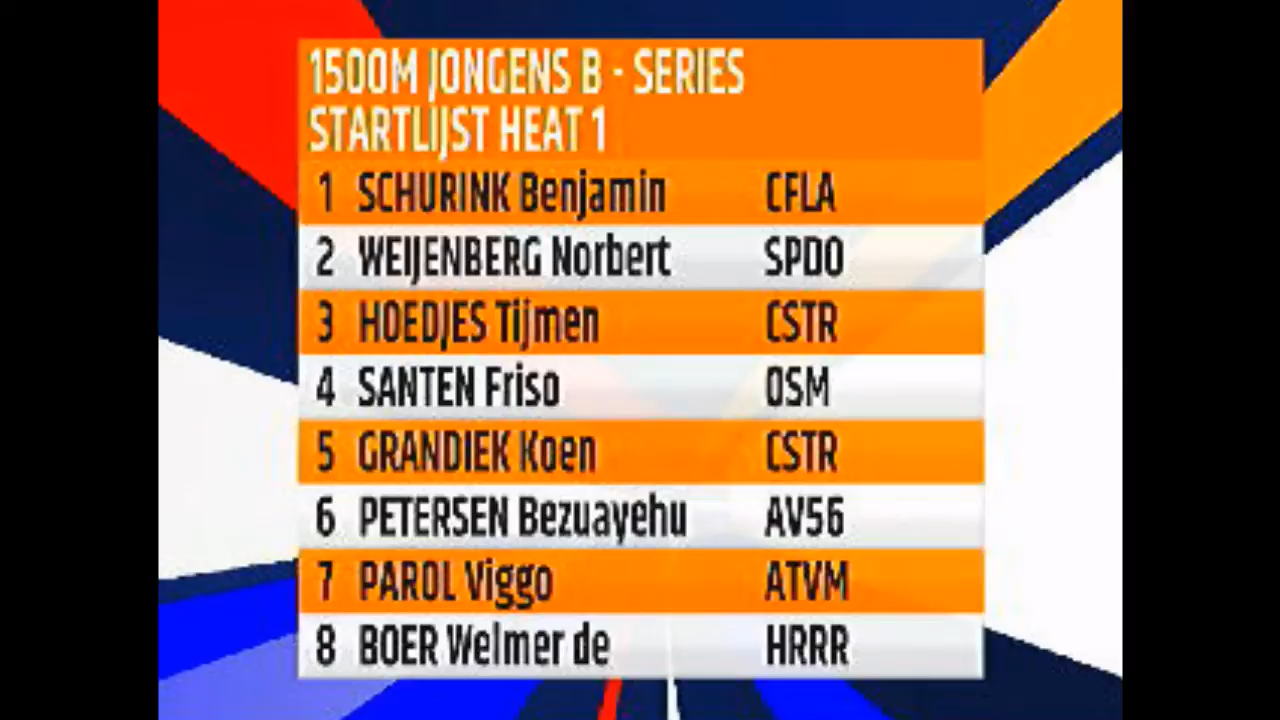 1500M JONGENS B - SERIES
STARTLIJST HEAT 1
1 SCHURINK Benjamin CFLA
2 WEIJENBERG Norbert SPDO
3 HOEDJES Tijmen CSTR
4 SANTEN Friso OSM
5 GRANDIEK Koen CSTR
6 PETERSEN Bezuayehu AV56
7 PAROL Viggo ATVM
8 BOER Welmer de HRRR